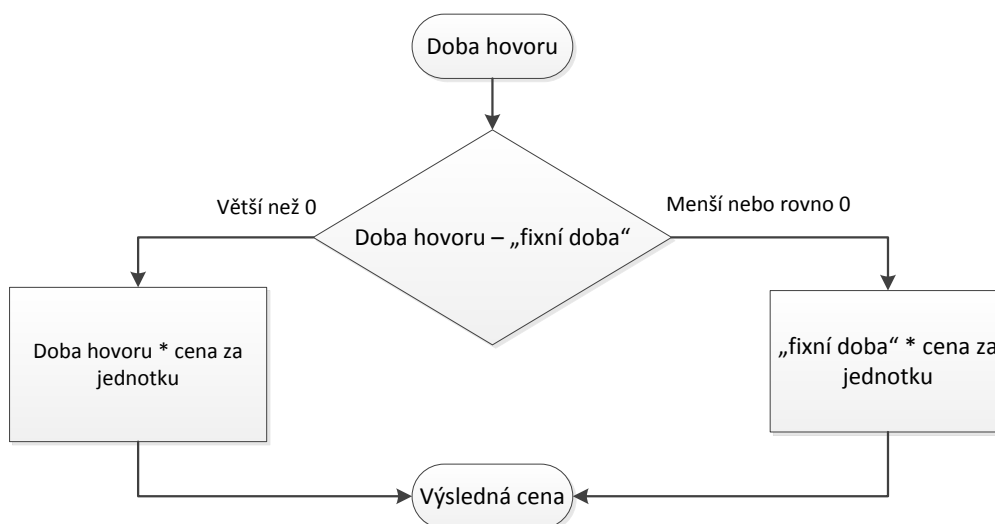 Doba hovoru
Větší než 0
Menší nebo rovno 0
Doba hovoru – „fixní doba“
Doba hovoru * cena za
jednotku
„fixní doba“ * cena za
jednotku
Výsledná cena